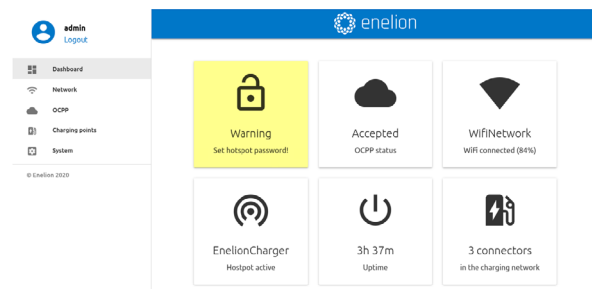 admin
Logout
enelion
Dashboard
Network
OCPP
Charging points
System
© Enelion 2020
Warning
Set hotspot password!
Accepted
OCPP status
WifiNetwork
WiFi connected (84%)
EnelionCharger
Hostpot active
3h 37m
Uptime
3 connectors
in the charging network